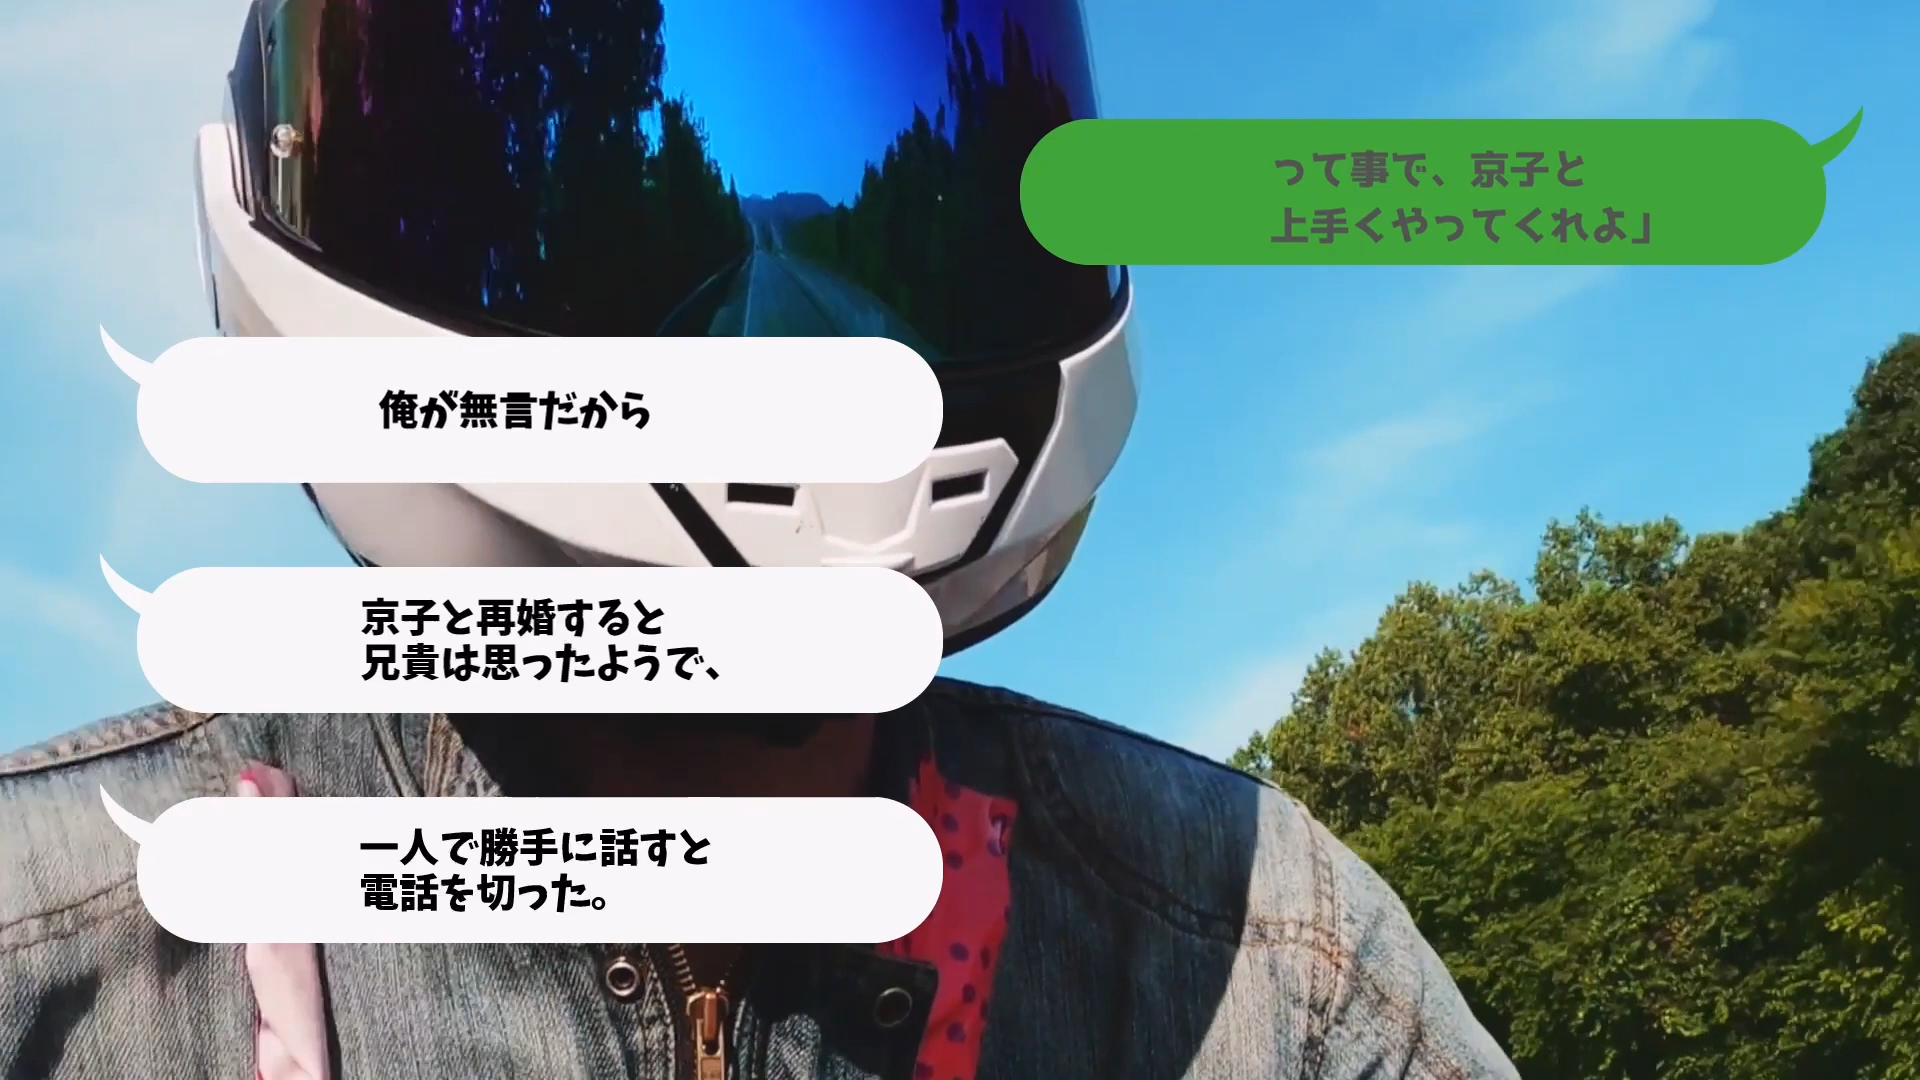 って事で、京子と
上手くやってくれよ」
俺が無言だから
京子と再婚すると
兄貴は思ったようで、
一人で勝手に話すと
電話を切った。